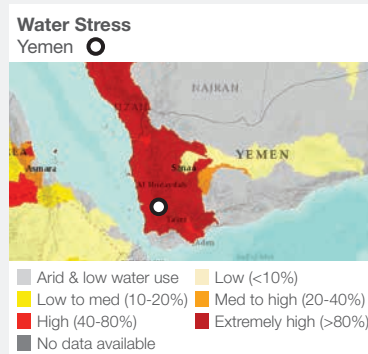 Water Stress
Yemen
NAJRAN
JIZAN
YEMEN
Asmara
Sanaa
Al Hudaydah
Taizz
Aden
Arid & low water use
Low (<10%)
Low to med (10-20%)
Med to high (20-40%)
High (40-80%)
Extremely high (>80%)
No data available